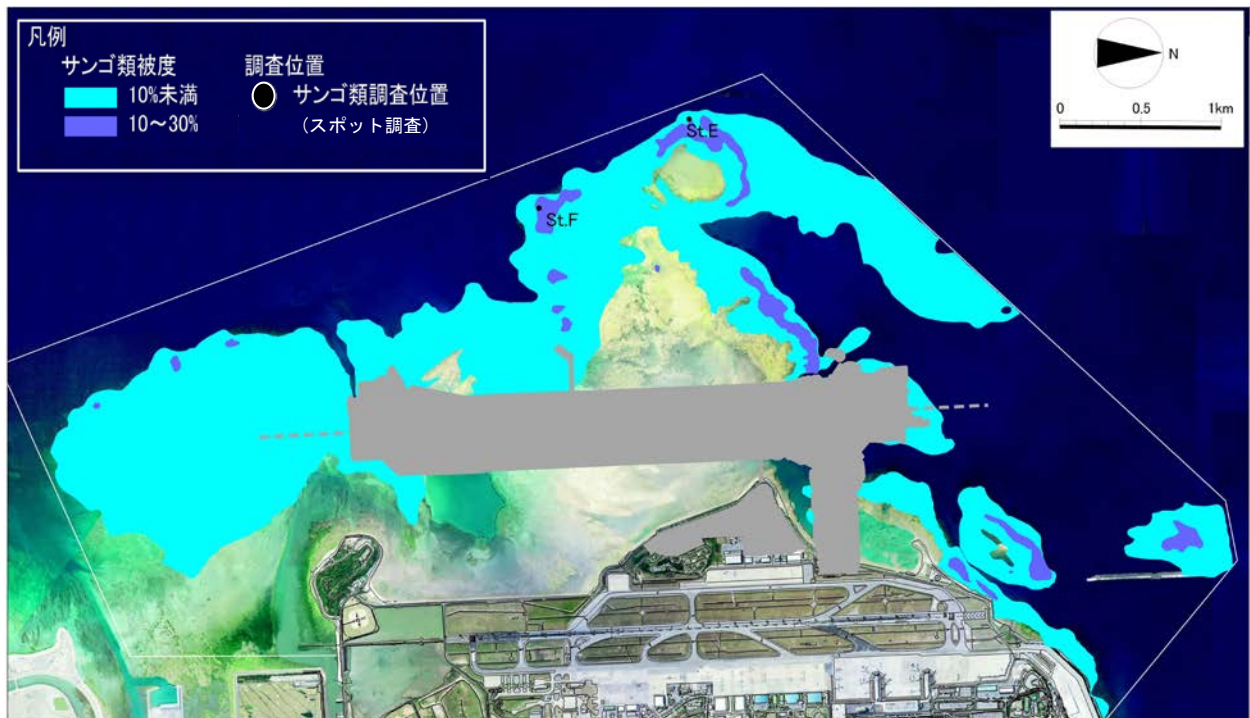 凡例
サンゴ類被度
10%未満
10～30%
調査位置
サンゴ類調査位置
（スポット調査）
N
0 0.5 1km
St.E
St.F